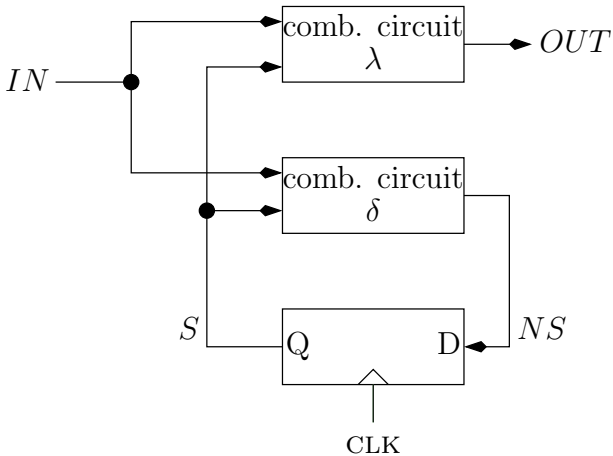 comb. circuit
λ
OUT
IN
comb. circuit
δ
S
NS
Q
D
CLK